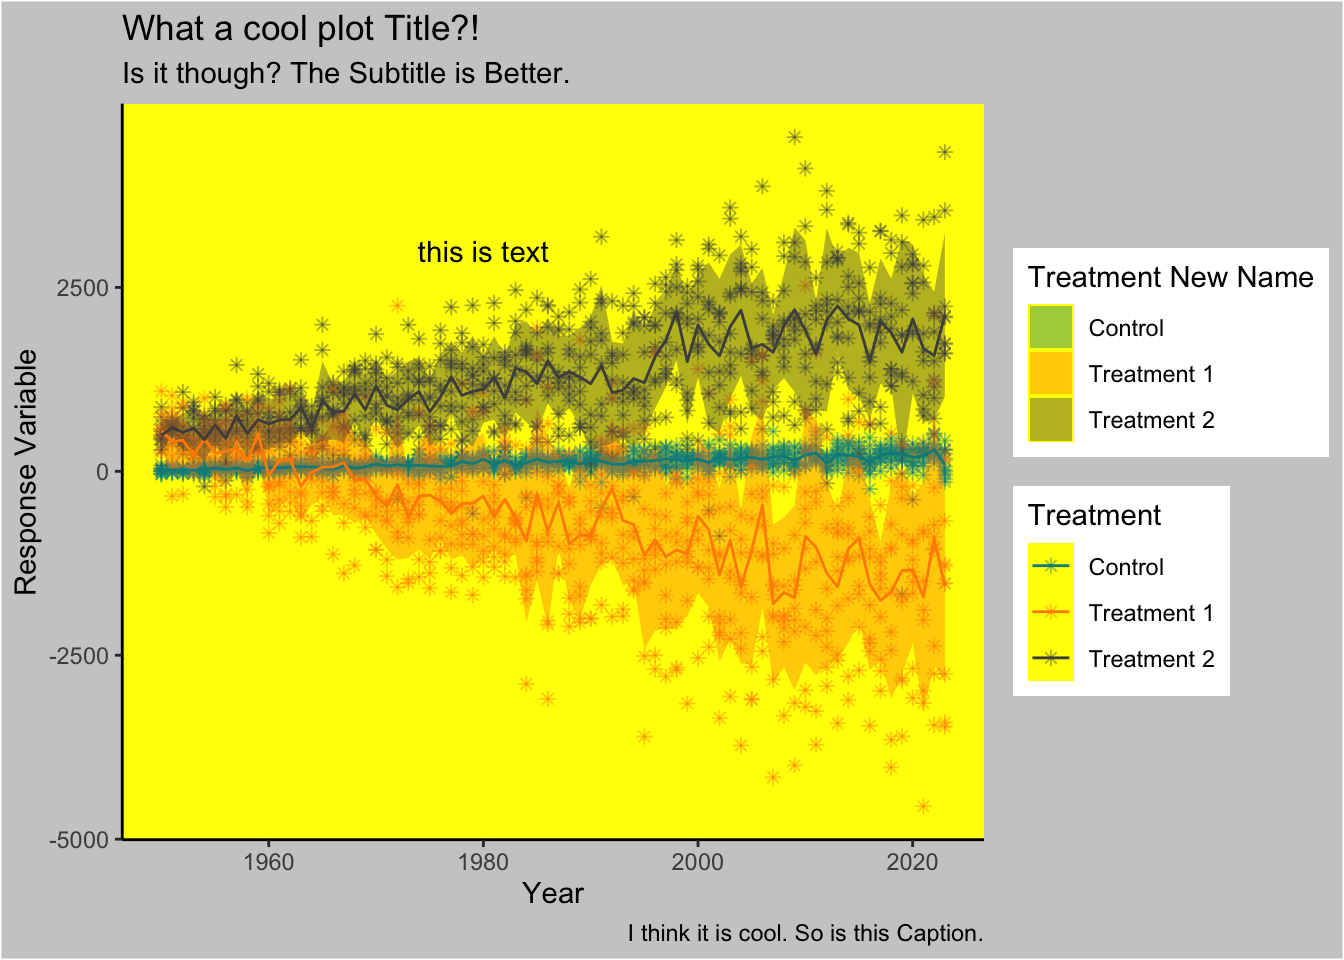 What a cool plot Title?!
Is it though? The Subtitle is Better.
this is text
2500
0
-2500
-5000
Response Variable
1960 1980 2000 2020
Year
I think it is cool. So is this Caption.
Treatment New Name
Control
Treatment 1
Treatment 2
Treatment
Control
Treatment 1
Treatment 2